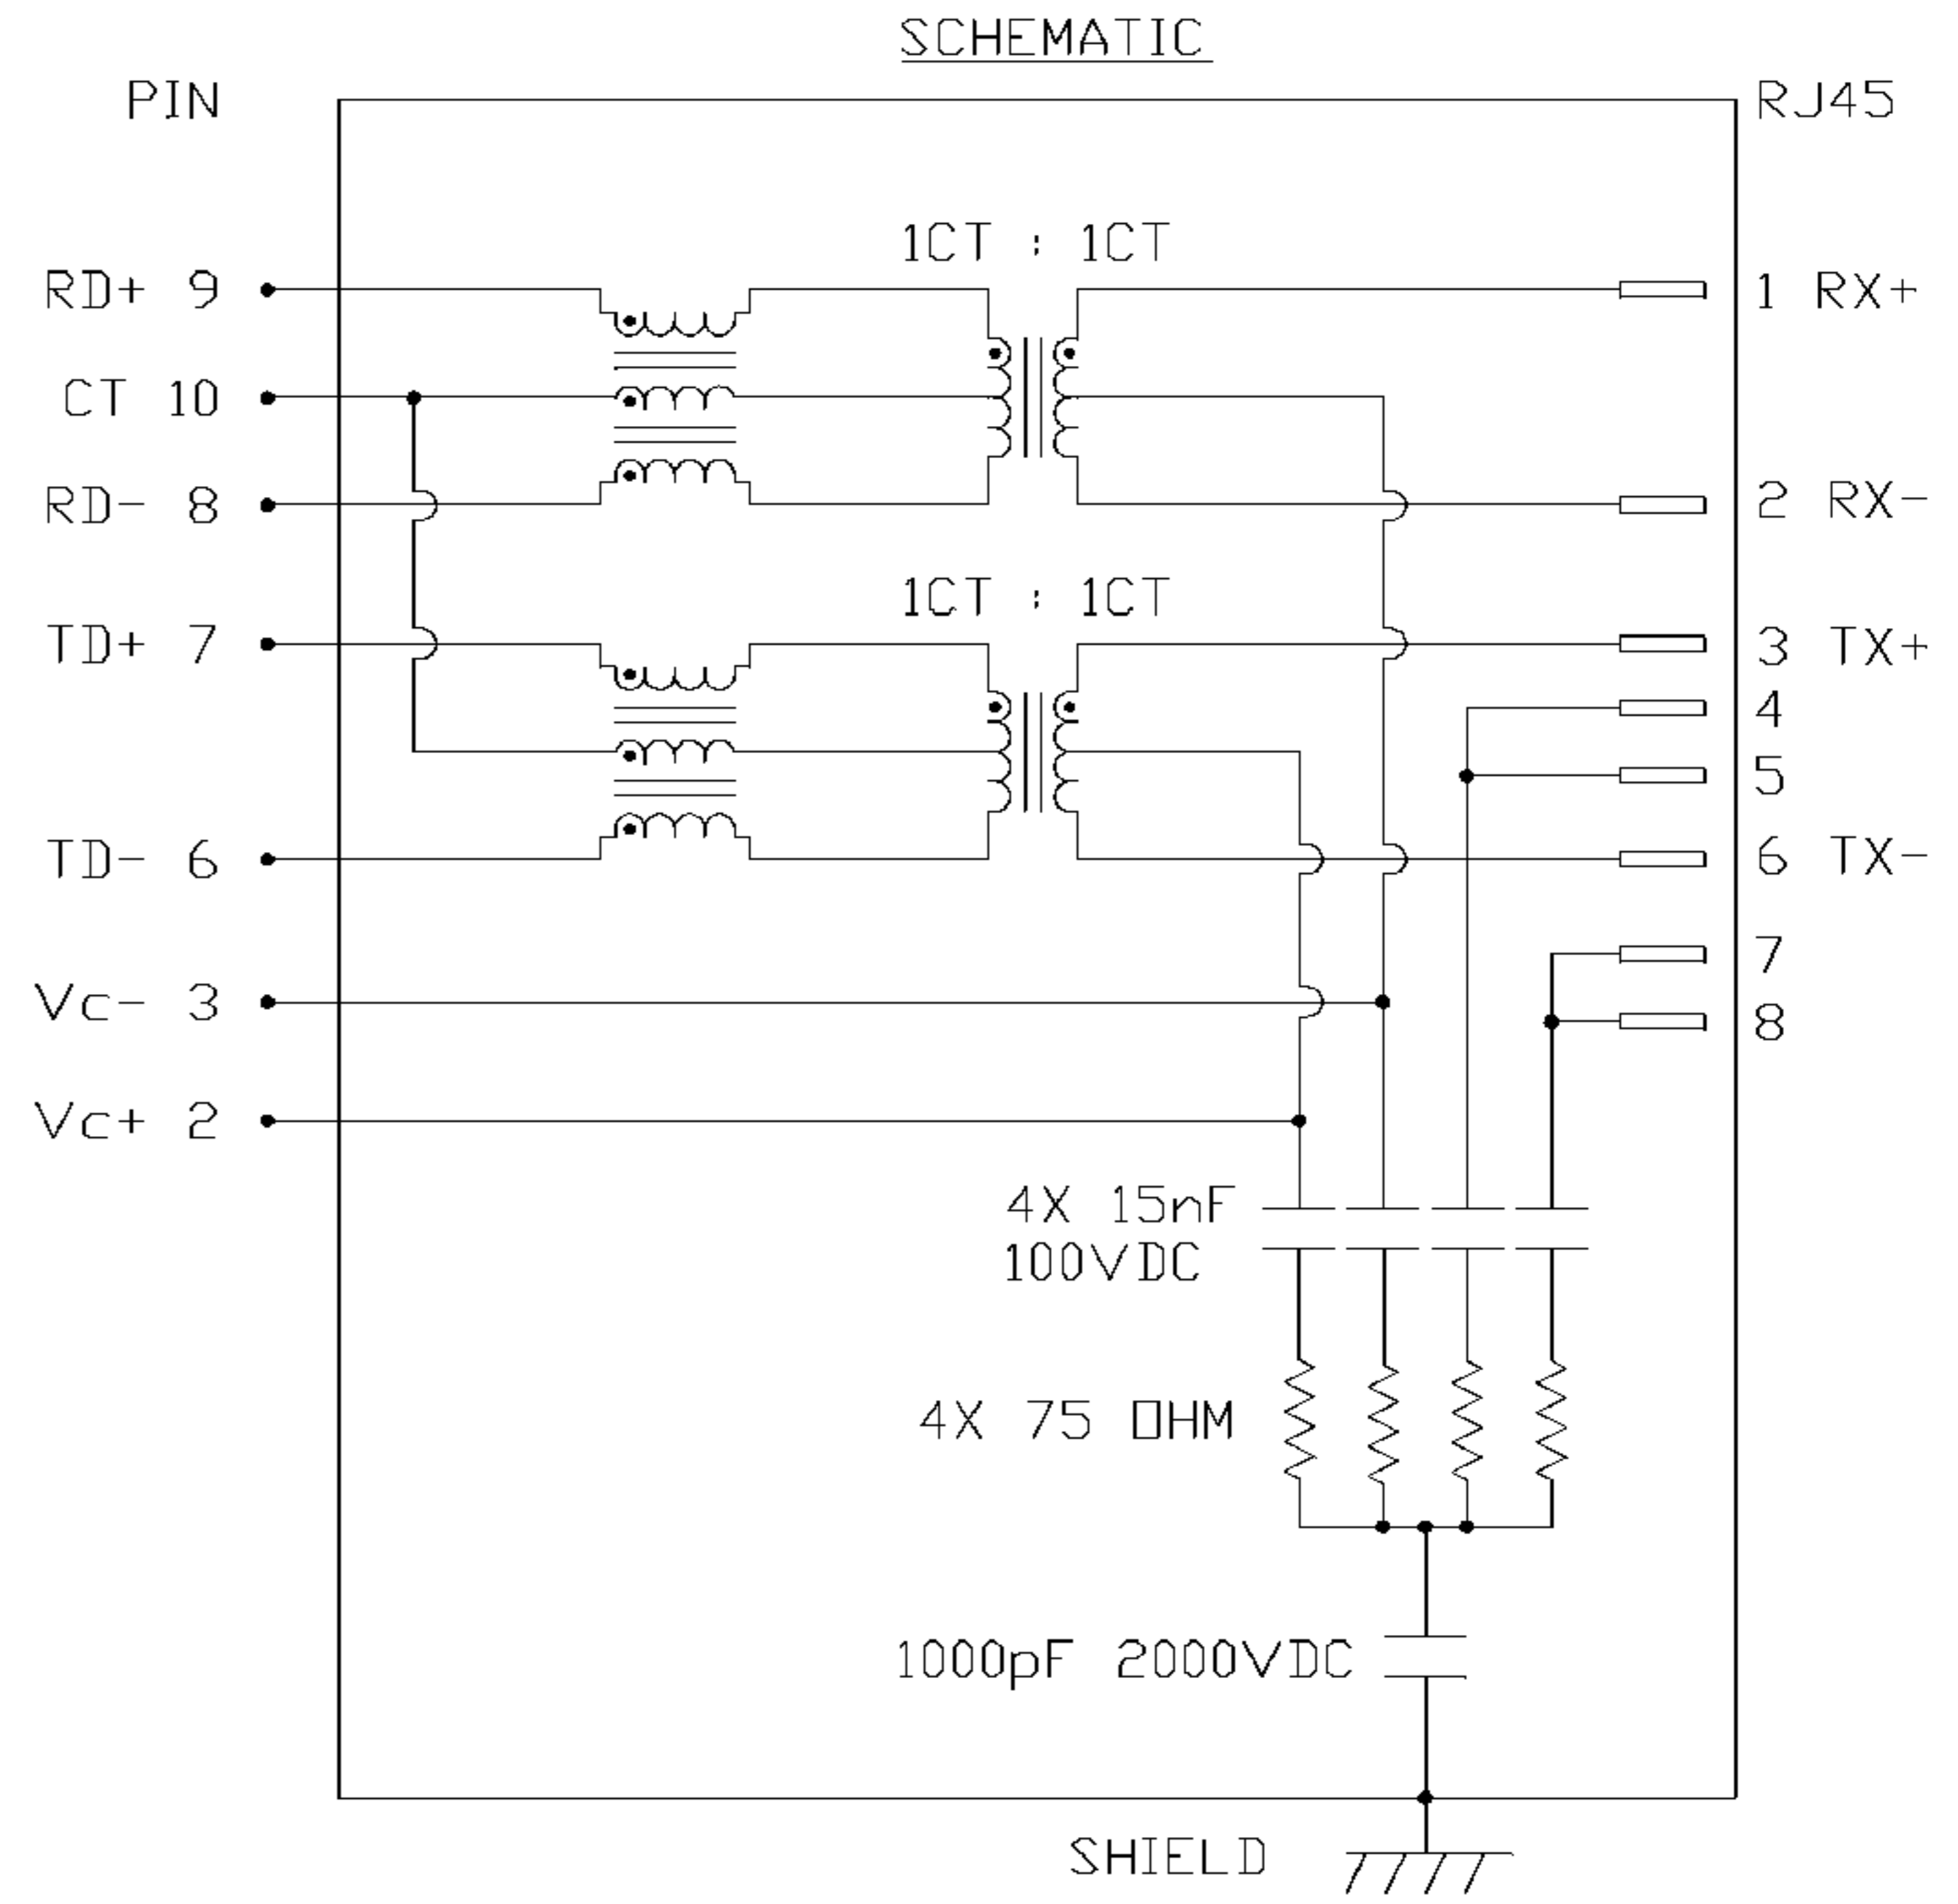 SCHEMATIC
PIN RJ45
1CT : 1CT
RD+ 9 1 RX+
CT 10
RD- 8 2 RX-
1CT : 1CT
TD+ 7 3 TX+
4
5
TD- 6 6 TX-
7
Vc- 3
8
Vc+ 2
4X 15nF
100VDC
4X 75 OHM
1000pF 2000VDC
SHIELD